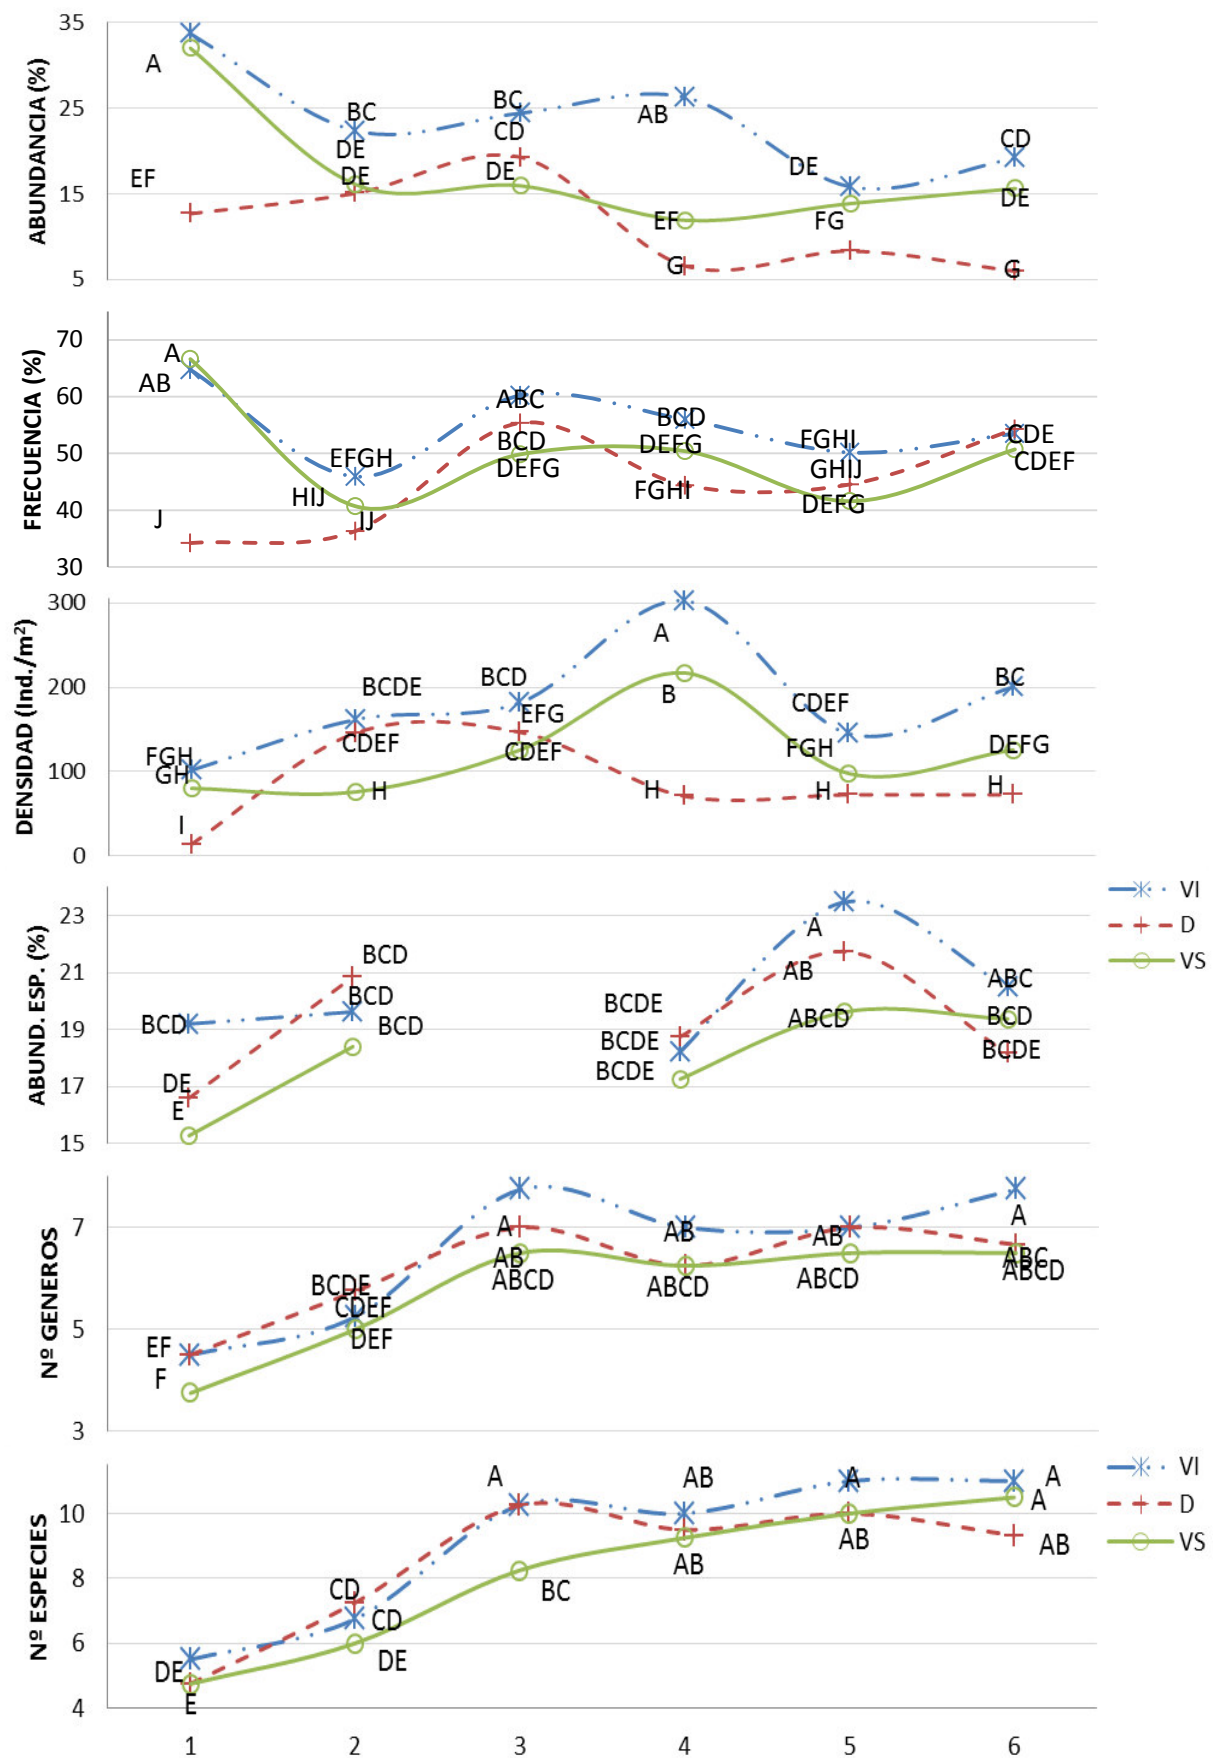 ABUNDANCIA (%)
35
25
15
5
A
EF
BC
DE
DE
BC
CD
DE
AB
EF
G
DE
FG
CD
DE
G
FRECUENCIA (%)
70
60
50
40
30
A
AB
J
EFGH
HIJ
IJ
ABC
BCD
DEFG
BCD
DEFG
FGHI
FGHI
GHIJ
DEFG
CDE
CDEF
DENSIDAD (Ind./m²)
300
200
100
0
FGH
GH
I
BCDE
CDEF
H
BCD
EFG
CDEF
A
B
H
CDEF
FGH
H
BC
DEFG
H
ABUND. ESP. (%)
23
21
19
17
15
BCD
DE
E
BCD
BCD
BCD
BCDE
BCDE
BCDE
A
AB
ABCD
ABC
BCD
BCDE
VI
D
VS
Nº GENEROS
7
5
3
EF
F
BCDE
CDEF
DEF
A
AB
ABCD
AB
ABCD
AB
ABCD
A
ABC
ABCD
Nº ESPECIES
10
8
6
4
DE
E
CD
CD
DE
A
BC
AB
AB
A
AB
A
A
AB
VI
D
VS
1 2 3 4 5 6